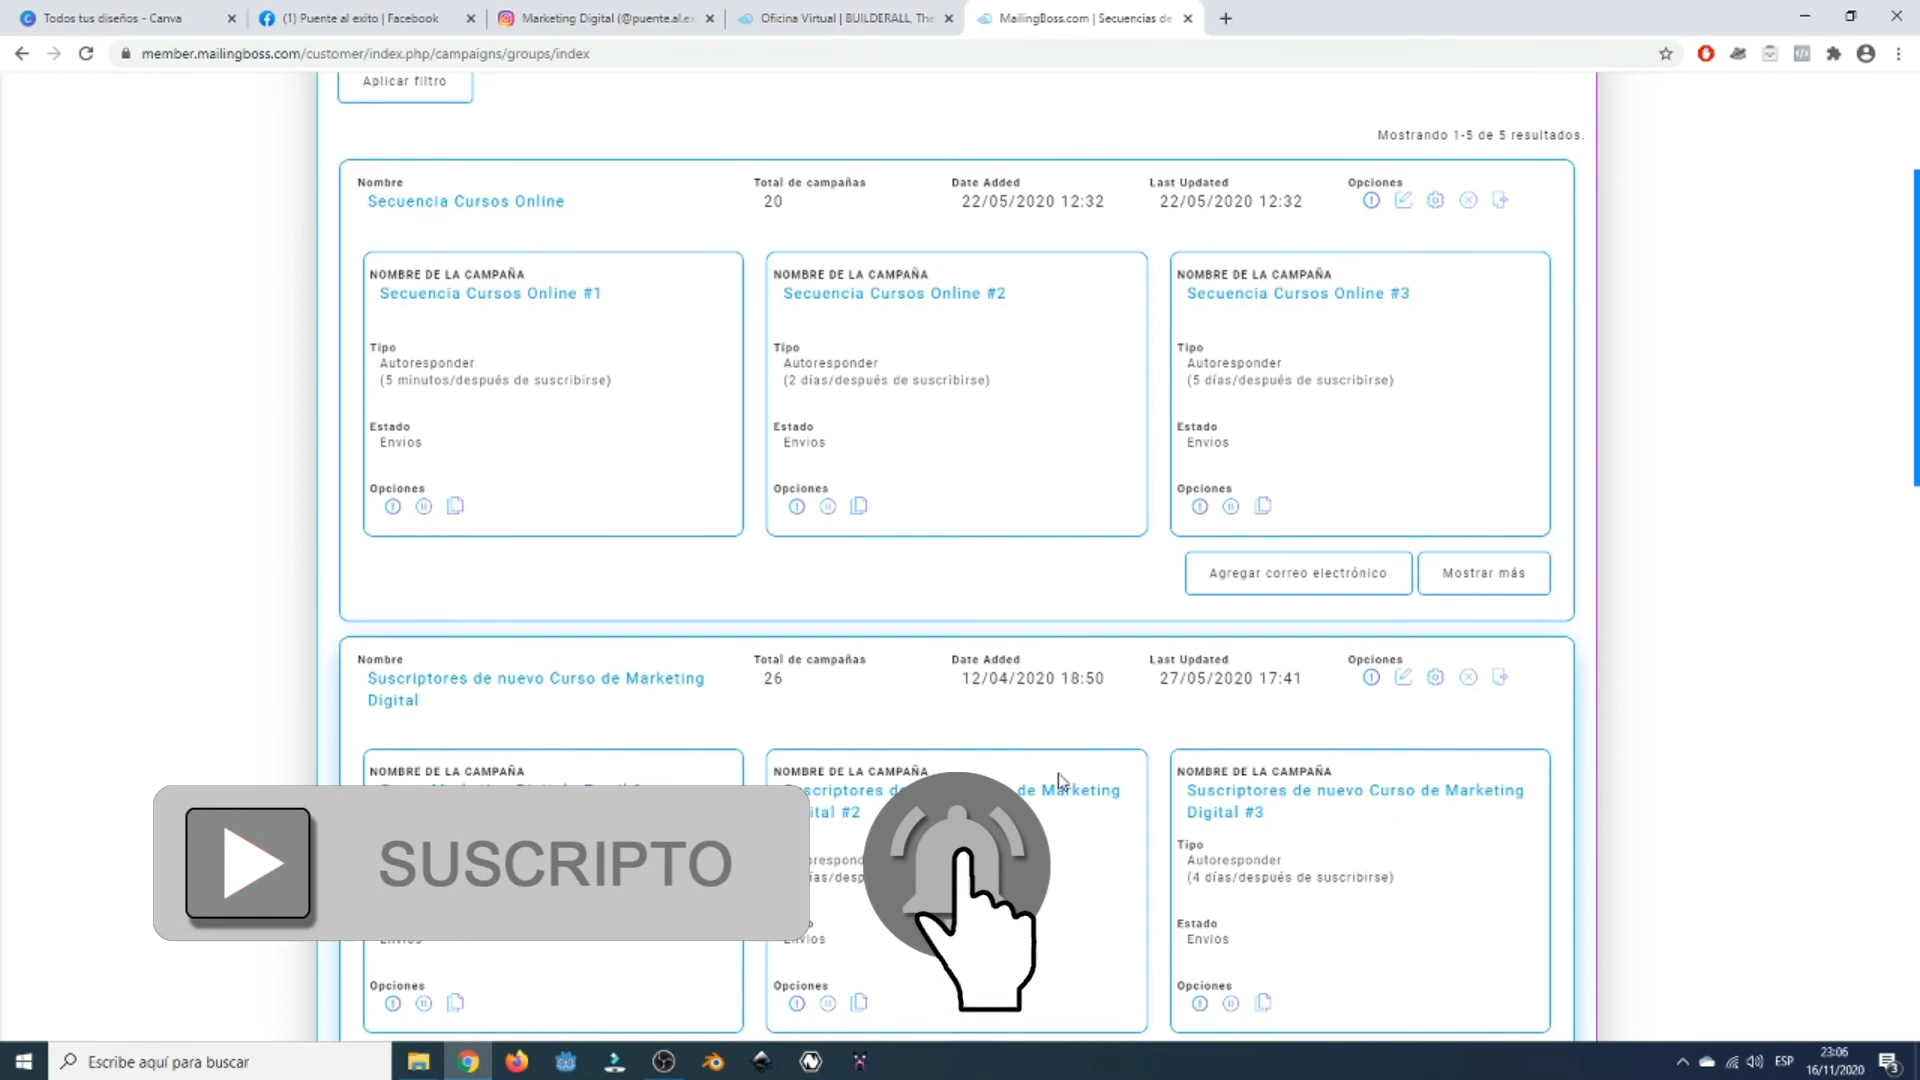 Todos tus diseños - Canva
(1) Puente al exito | Facebook
Marketing Digital (@puente.al.ex
Oficina Virtual | BUILDERALL, The
MailingBoss.com | Secuencias de
member.mailingboss.com/customer/index.php/campaigns/groups/index
Aplicar filtro
Mostrando 1-5 de 5 resultados.
Nombre
Total de campañas
Date Added
Last Updated
Opciones
Secuencia Cursos Online
20
22/05/2020 12:32
22/05/2020 12:32
NOMBRE DE LA CAMPAÑA
Secuencia Cursos Online #1
Tipo
Autoresponder
(5 minutos/después de suscribirse)
Estado
Envios
Opciones
NOMBRE DE LA CAMPAÑA
Secuencia Cursos Online #2
Tipo
Autoresponder
(2 días/después de suscribirse)
Estado
Envios
Opciones
NOMBRE DE LA CAMPAÑA
Secuencia Cursos Online #3
Tipo
Autoresponder
(5 días/después de suscribirse)
Estado
Envios
Opciones
Agregar correo electrónico
Mostrar más
Nombre
Total de campañas
Date Added
Last Updated
Opciones
Suscriptores de nuevo Curso de Marketing
Digital
26
12/04/2020 18:50
27/05/2020 17:41
NOMBRE DE LA CAMPAÑA
Envios
Opciones
NOMBRE DE LA CAMPAÑA
de Marketing
#2
Envios
Opciones
NOMBRE DE LA CAMPAÑA
Suscriptores de nuevo Curso de Marketing
Digital #3
Tipo
Autoresponder
(4 días/después de suscribirse)
Estado
Envios
Opciones
SUSCRIPTO
Escribe aquí para buscar
ESP
23:06
16/11/2020
3